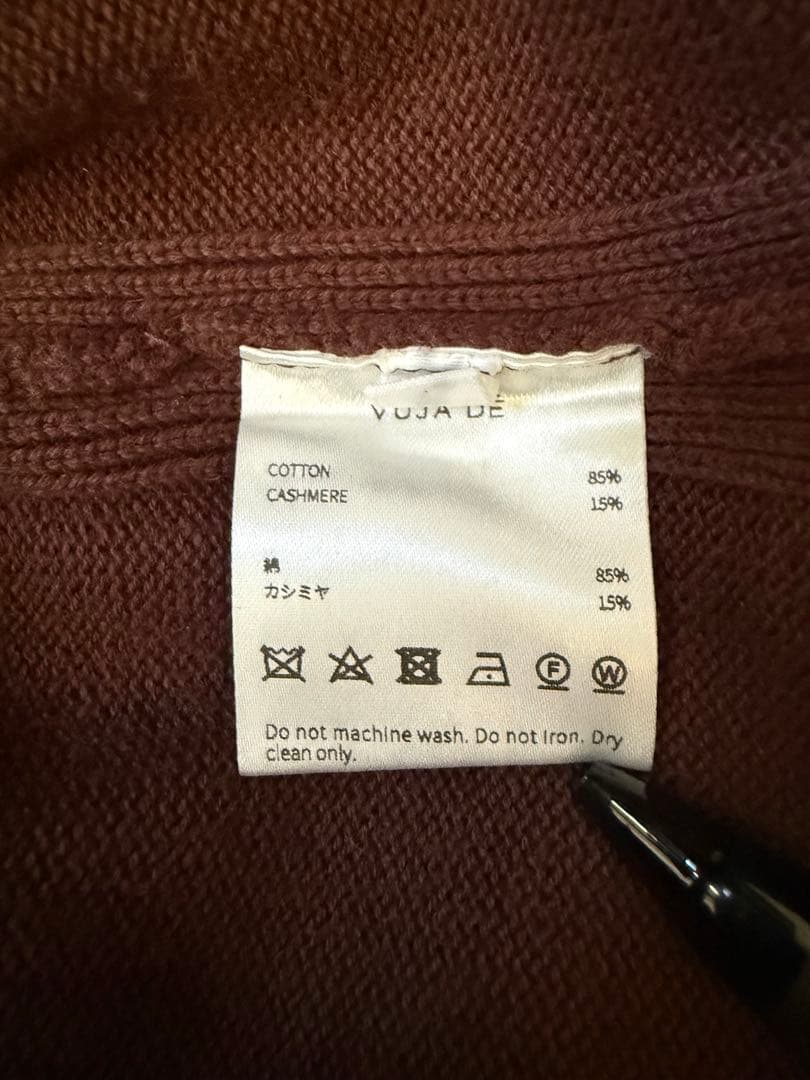 VUJA DÉ
COTTON 85%
CASHMERE 15%
綿 85%
カシミヤ 15%
F W
Do not machine wash. Do not Iron. Dry
clean only.